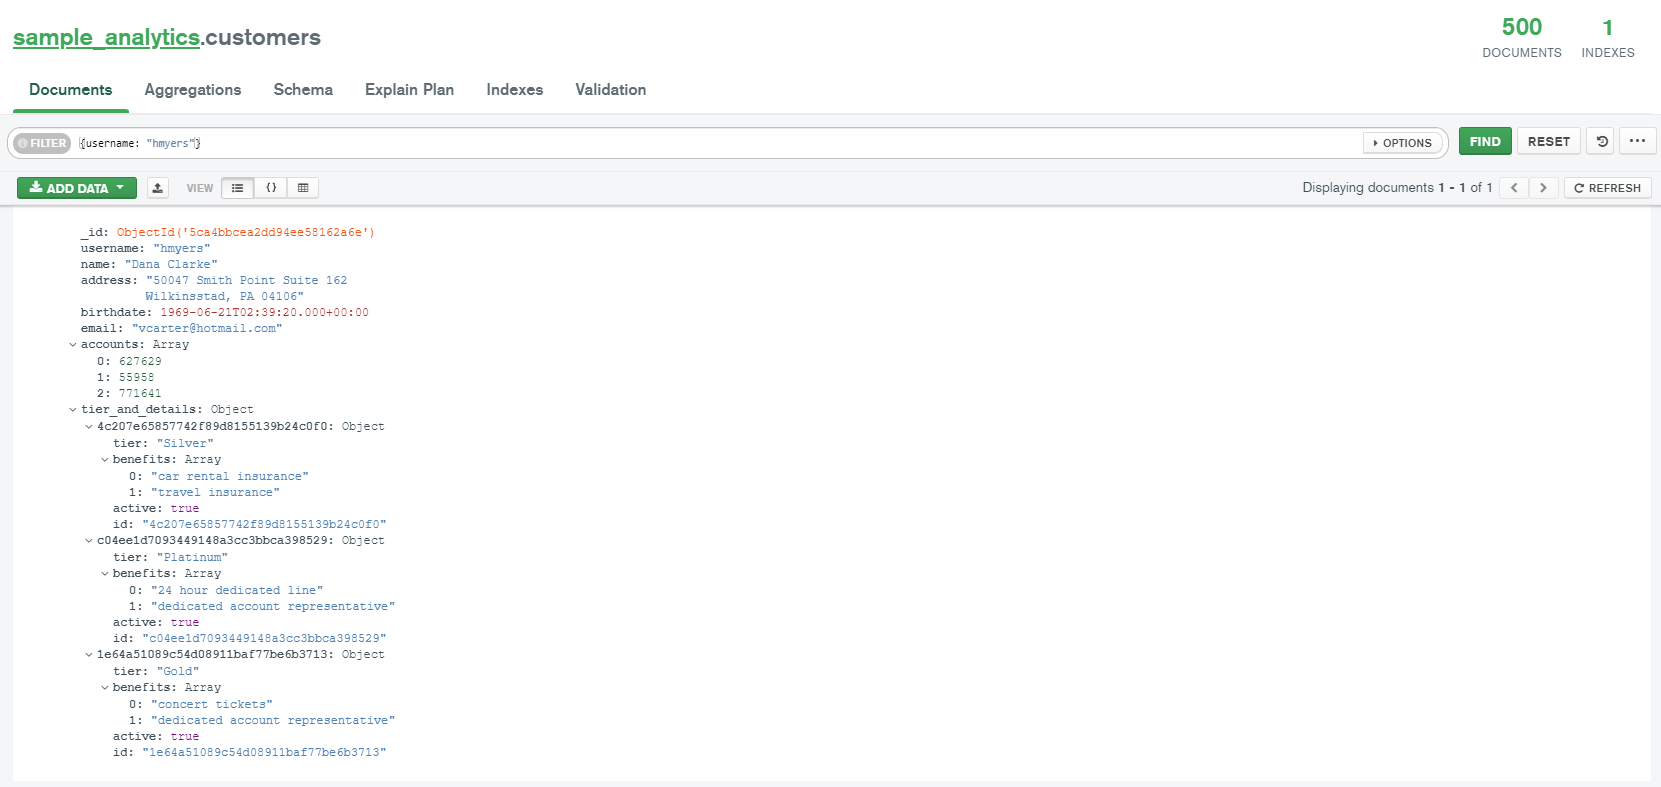 sample_analytics.customers
500
DOCUMENTS
1
INDEXES
Documents Aggregations Schema Explain Plan Indexes Validation
FILTER {username: "hmyers"} OPTIONS FIND RESET
ADD DATA VIEW {} Displaying documents 1 - 1 of 1 < > REFRESH
_id: ObjectId('5ca4bbcea2dd94ee58162a6e')
username: "hmyers"
name: "Dana Clarke"
address: "50047 Smith Point Suite 162
Wilkinsstad, PA 04106"
birthdate: 1969-06-21T02:39:20.000+00:00
email: "vcarter@hotmail.com"
accounts: Array
0: 627629
1: 55958
2: 771641
tier_and_details: Object
4c207e65857742f89d8155139b24c0f0: Object
tier: "Silver"
benefits: Array
0: "car rental insurance"
1: "travel insurance"
active: true
id: "4c207e65857742f89d8155139b24c0f0"
c04ee1d7093449148a3cc3bbca398529: Object
tier: "Platinum"
benefits: Array
0: "24 hour dedicated line"
1: "dedicated account representative"
active: true
id: "c04ee1d7093449148a3cc3bbca398529"
1e64a51089c54d08911baf77be6b3713: Object
tier: "Gold"
benefits: Array
0: "concert tickets"
1: "dedicated account representative"
active: true
id: "1e64a51089c54d08911baf77be6b3713"